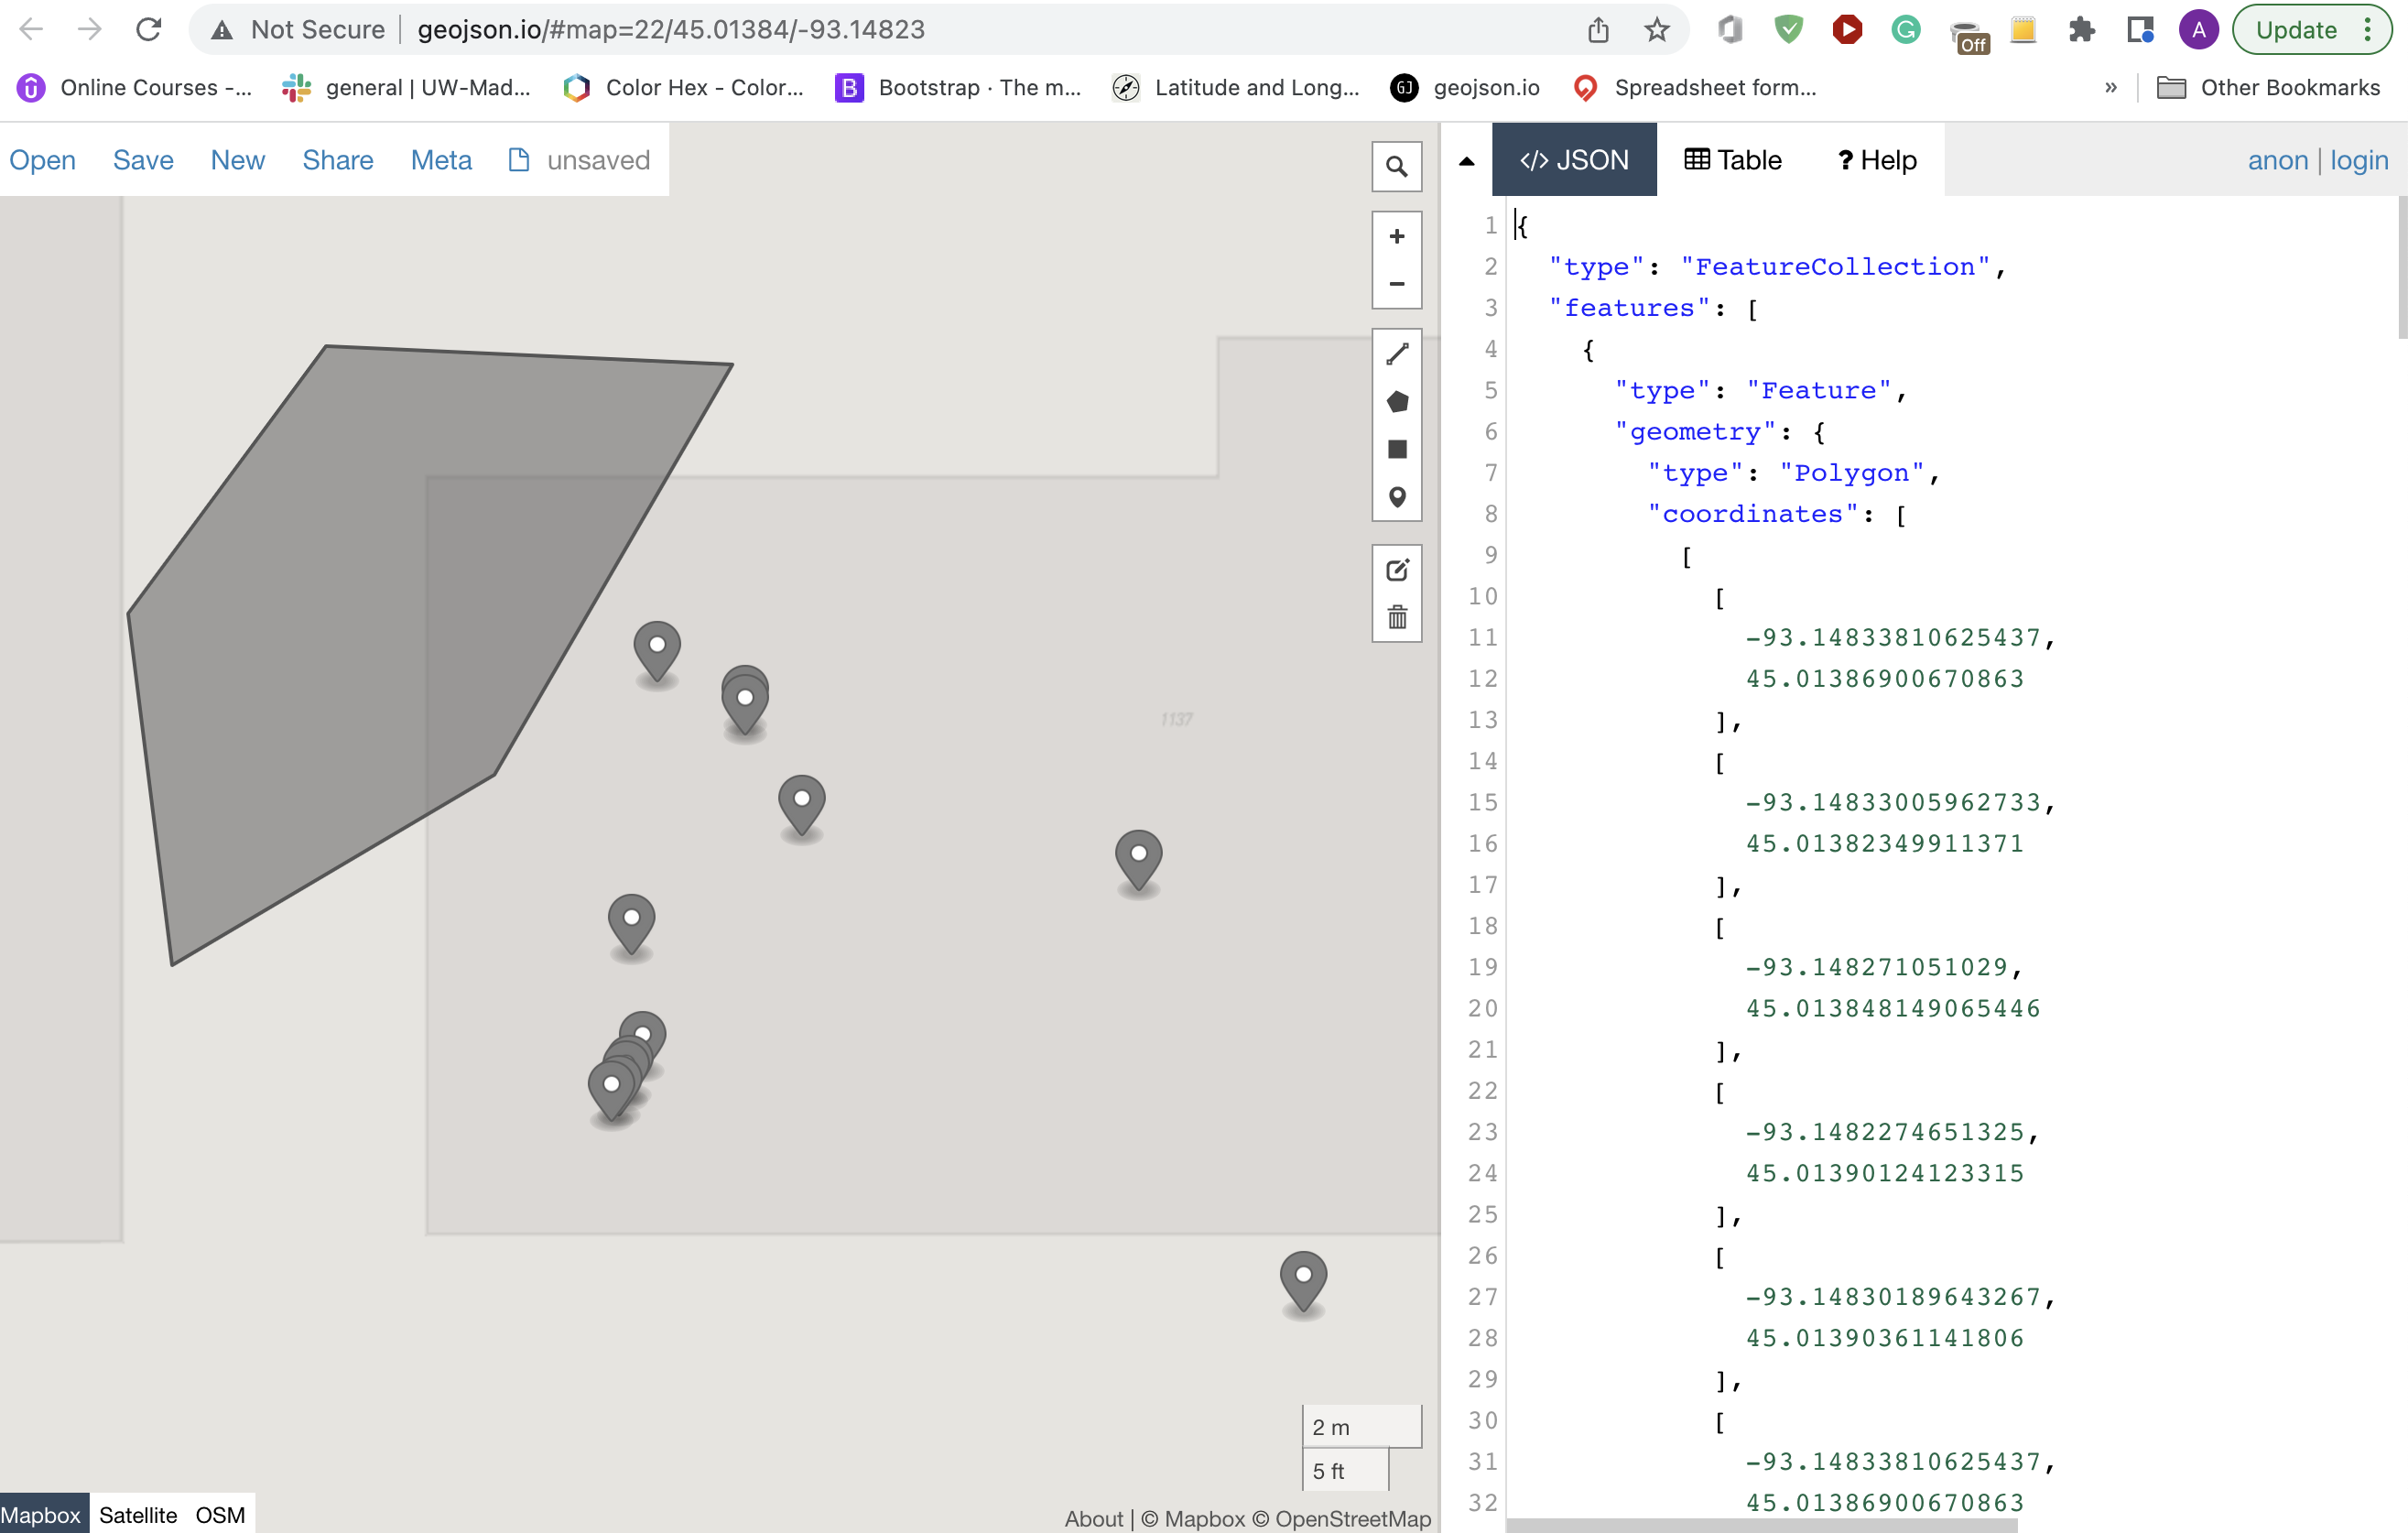 Not Secure | geojson.io/#map=22/45.01384/-93.14823
Off
A
Update
Online Courses -...
general | UW-Mad...
Color Hex - Color...
B
Bootstrap · The m...
Latitude and Long...
GJ
geojson.io
Spreadsheet form...
»
Other Bookmarks
Open Save New Share Meta unsaved
</> JSON Table ? Help
anon | login
1 {
2 "type": "FeatureCollection",
3 "features": [
4 {
5 "type": "Feature",
6 "geometry": {
7 "type": "Polygon",
8 "coordinates": [
9 [
10 [
11 -93.14833810625437,
12 45.01386900670863
13 ],
14 [
15 -93.14833005962733,
16 45.01382349911371
17 ],
18 [
19 -93.148271051029,
20 45.013848149065446
21 ],
22 [
23 -93.1482274651325,
24 45.01390124123315
25 ],
26 [
27 -93.14830189643267,
28 45.01390361141806
29 ],
30 [
31 -93.14833810625437,
32 45.01386900670863
+
−
1137
2 m
5 ft
Mapbox Satellite OSM
About | © Mapbox © OpenStreetMap